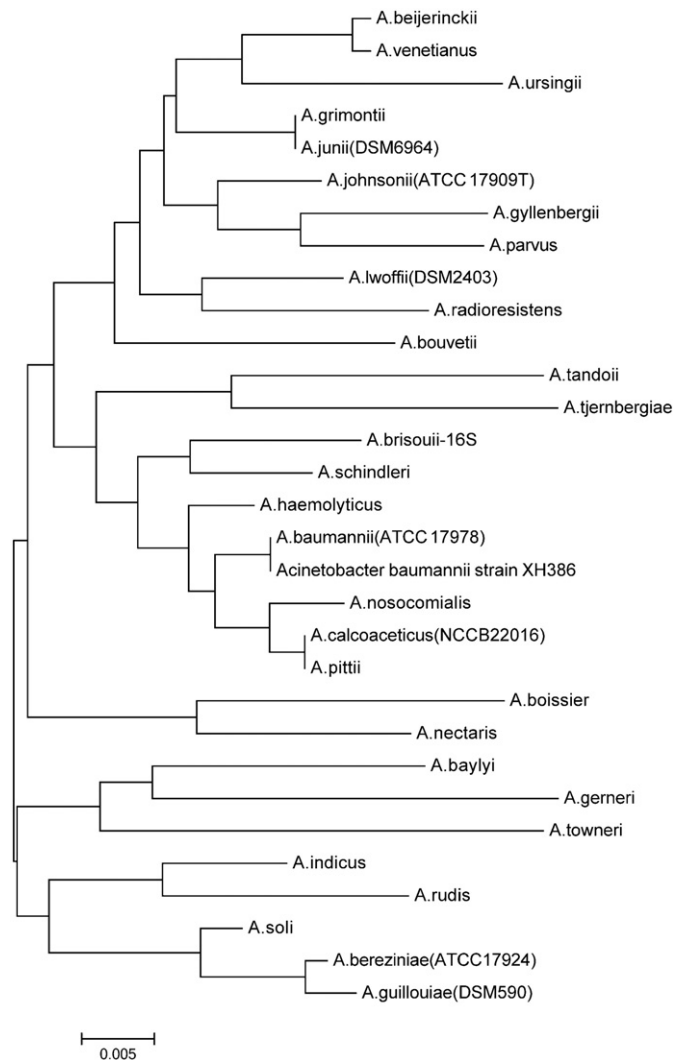 A.beijerinckii
A.venetianus
A.ursingii
A.grimontii
A.junii(DSM6964)
A.johnsonii(ATCC 17909T)
A.gyllenbergii
A.parvus
A.lwoffii(DSM2403)
A.radioresistens
A.bouvetii
A.tandoii
A.tjernbergiae
A.brisouii-16S
A.schindleri
A.haemolyticus
A.baumannii(ATCC 17978)
Acinetobacter baumannii strain XH386
A.nosocomialis
A.calcoaceticus(NCCB22016)
A.pittii
A.boissier
A.nectaris
A.baylyi
A.gerneri
A.towneri
A.indicus
A.rudis
A.soli
A.bereziniae(ATCC17924)
A.guillouiae(DSM590)
0.005